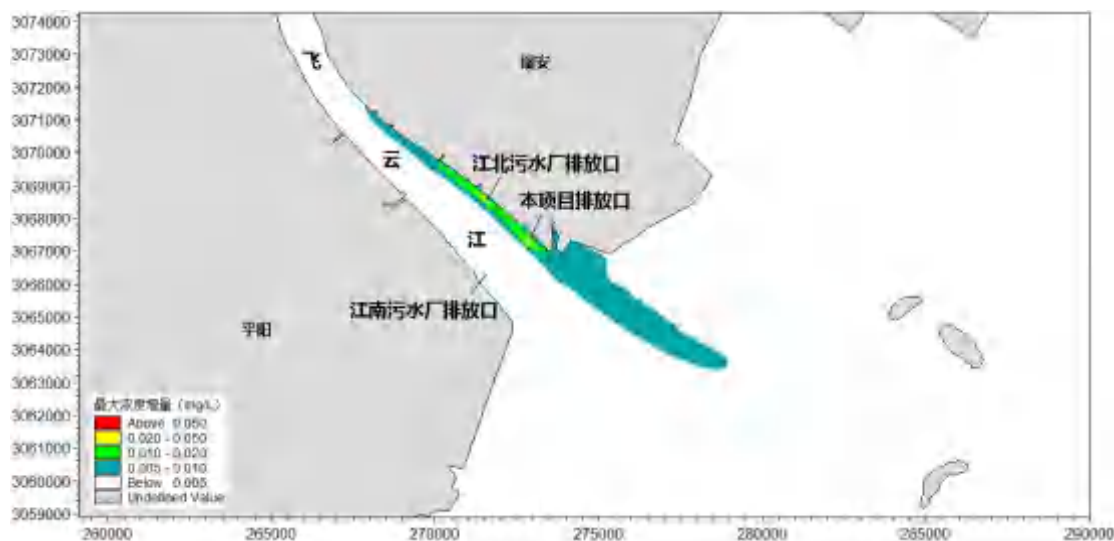 3074000
3073000
3072000
3071000
3070000
3069000
3068000
3067000
3066000
3065000
3064000
3063000
3062000
3061000
3060000
3059000
飞
云
江
瑞安
江北污水厂排放口
本项目排放口
江南污水厂排放口
平阳
最大浓度增量 (mg/L)
Above 0.050
0.020 - 0.050
0.010 - 0.020
0.005 - 0.010
Below 0.005
Undefined Value
260000
265000
270000
275000
280000
285000
290000